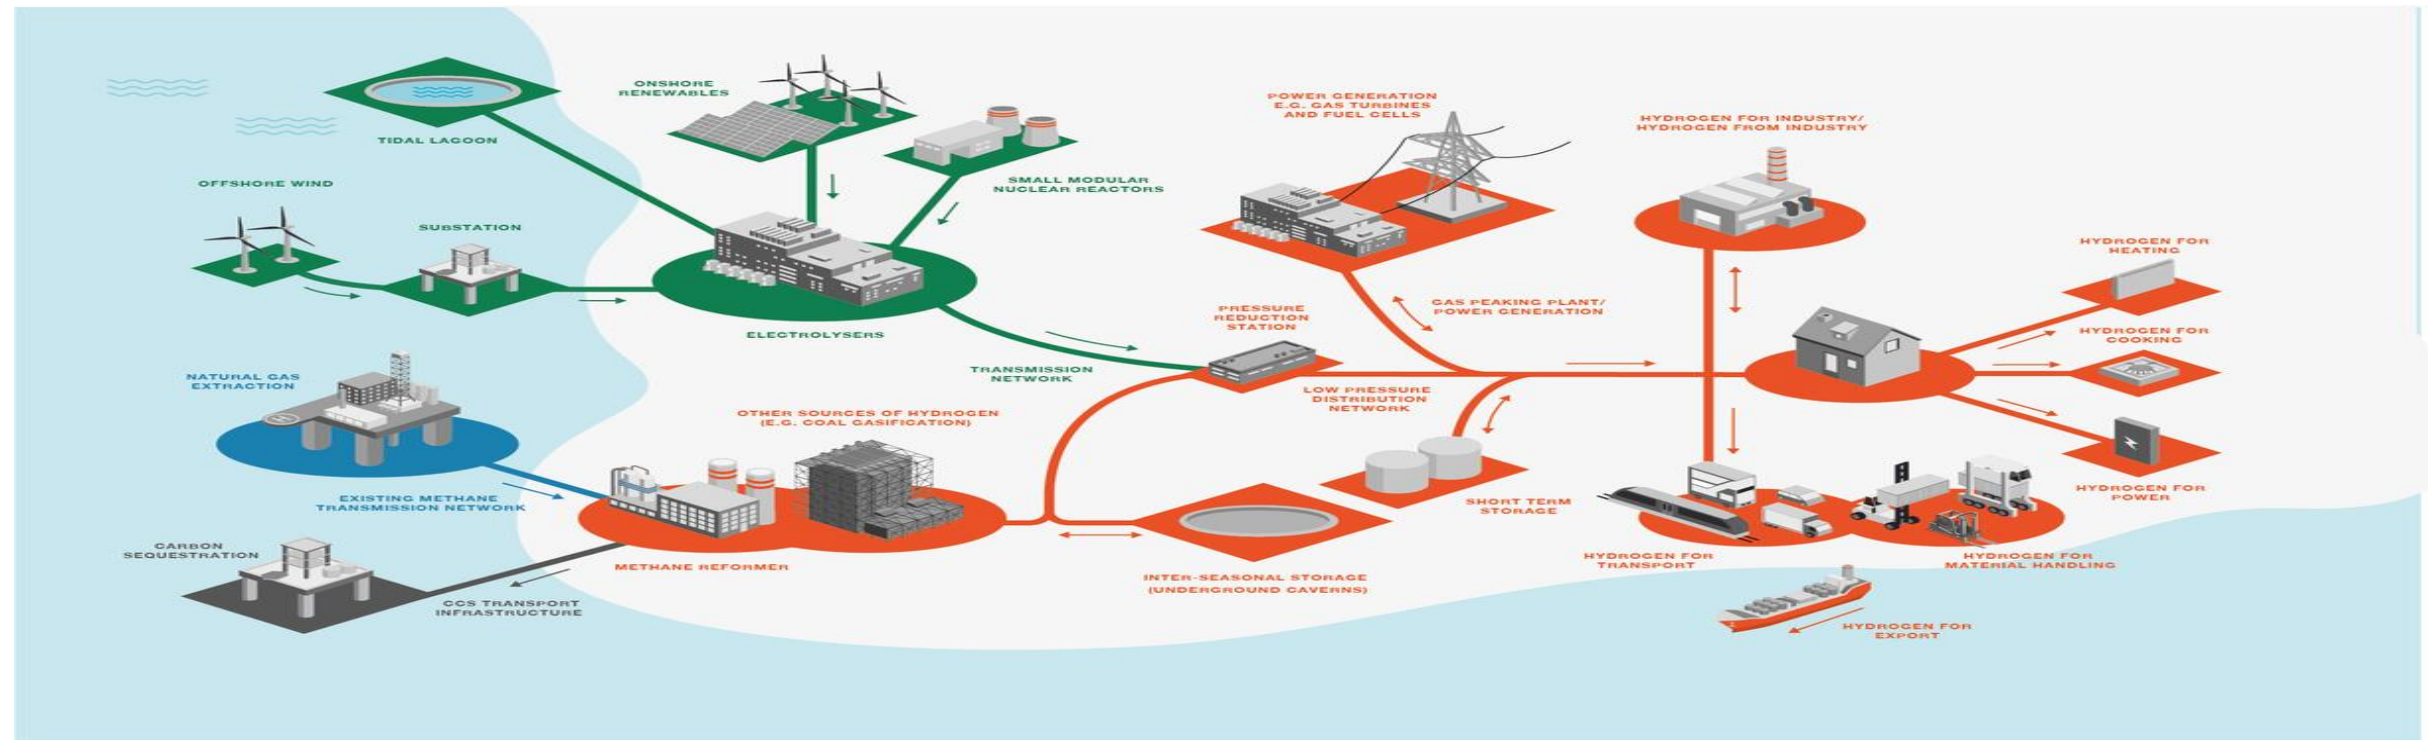 ONSHORE
RENEWABLES
TIDAL LAGOON
OFFSHORE WIND
SUBSTATION
SMALL MODULAR
NUCLEAR REACTORS
ELECTROLYSERS
TRANSMISSION
NETWORK
NATURAL GAS
EXTRACTION
EXISTING METHANE
TRANSMISSION NETWORK
CARBON
SEQUESTRATION
CCS TRANSPORT
INFRASTRUCTURE
OTHER SOURCES OF HYDROGEN
(E.G. COAL GASIFICATION)
METHANE REFORMER
POWER GENERATION
E.G. GAS TURBINES
AND FUEL CELLS
PRESSURE
REDUCTION
STATION
GAS PEAKING PLANT/
POWER GENERATION
LOW PRESSURE
DISTRIBUTION
NETWORK
SHORT TERM
STORAGE
INTER-SEASONAL STORAGE
(UNDERGROUND CAVERNS)
HYDROGEN FOR INDUSTRY/
HYDROGEN FROM INDUSTRY
HYDROGEN FOR
HEATING
HYDROGEN FOR
COOKING
HYDROGEN FOR
POWER
HYDROGEN FOR
TRANSPORT
HYDROGEN FOR
MATERIAL HANDLING
HYDROGEN FOR
EXPORT
H